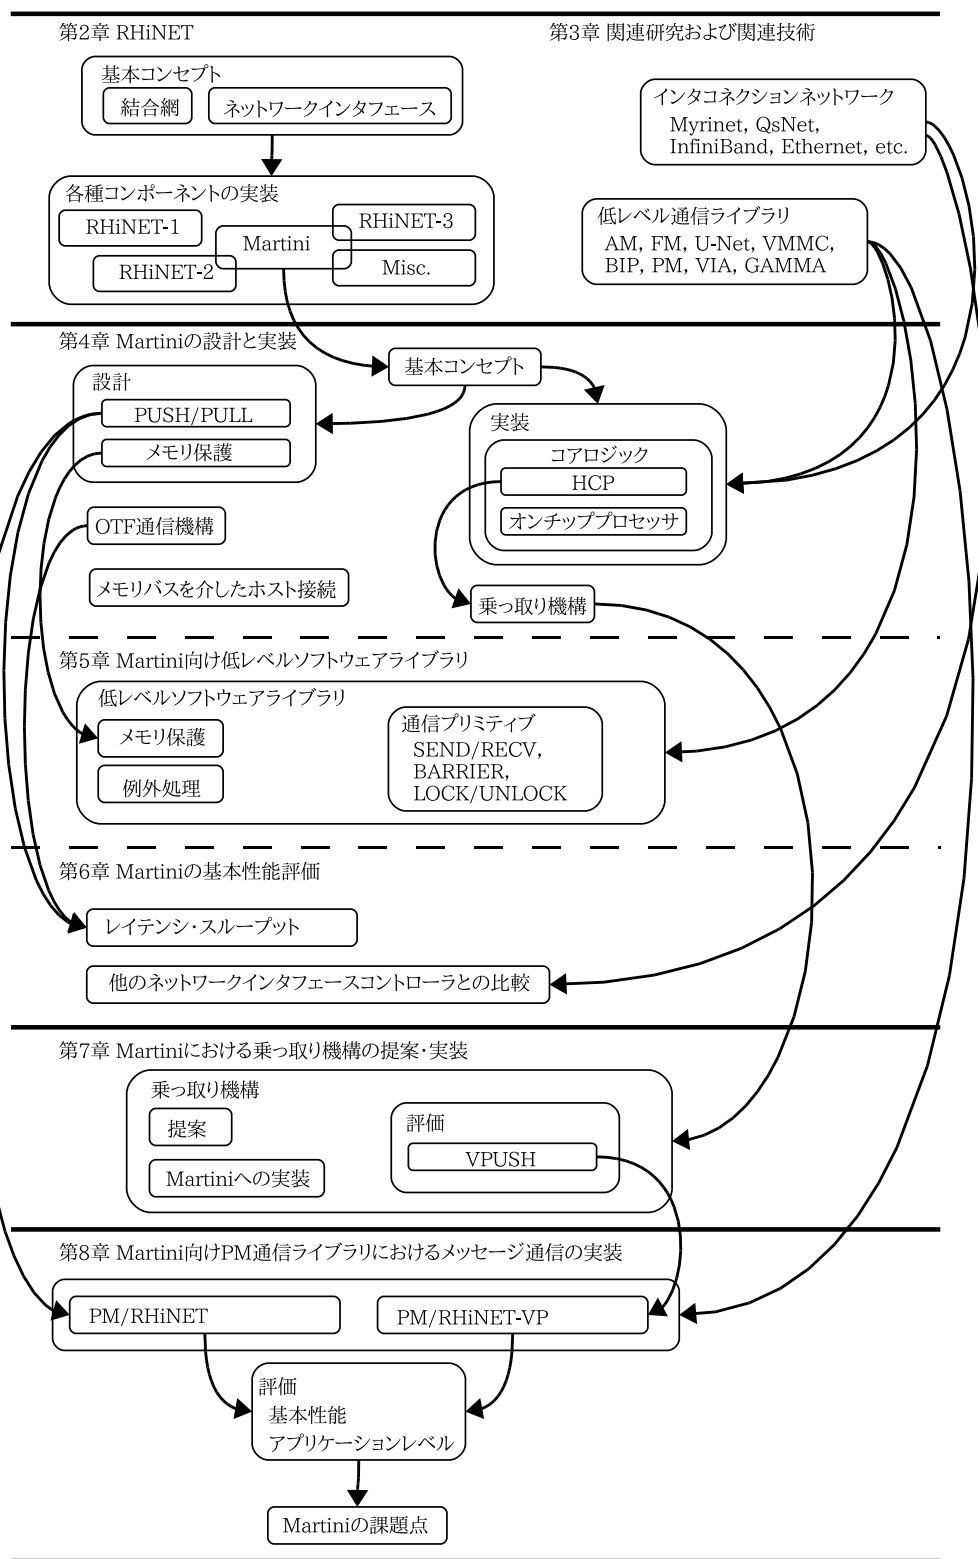 第2章 RHiNET
基本コンセプト
結合網
ネットワークインタフェース
各種コンポーネントの実装
RHiNET-1
RHiNET-3
Martini
RHiNET-2
Misc.
第3章 関連研究および関連技術
インタコネクションネットワーク
Myrinet, QsNet,
InfiniBand, Ethernet, etc.
低レベル通信ライブラリ
AM, FM, U-Net, VMMC,
BIP, PM, VIA, GAMMA
第4章 Martiniの設計と実装
基本コンセプト
設計
PUSH/PULL
メモリ保護
実装
コアロジック
HCP
オンチッププロセッサ
OTF通信機構
メモリバスを介したホスト接続
乗っ取り機構
第5章 Martini向け低レベルソフトウェアライブラリ
低レベルソフトウェアライブラリ
メモリ保護
例外処理
通信プリミティブ
SEND/RECV,
BARRIER,
LOCK/UNLOCK
第6章 Martiniの基本性能評価
レイテンシ・スループット
他のネットワークインタフェースコントローラとの比較
第7章 Martiniにおける乗っ取り機構の提案・実装
乗っ取り機構
提案
Martiniへの実装
評価
VPUSH
第8章 Martini向けPM通信ライブラリにおけるメッセージ通信の実装
PM/RHiNET
PM/RHiNET-VP
評価
基本性能
アプリケーションレベル
Martiniの課題点